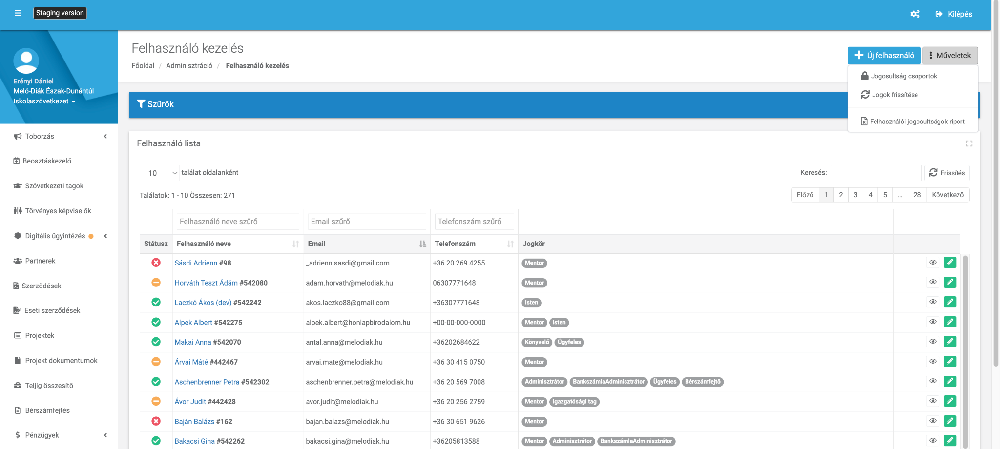 Staging version
Kilépés
Erényi Dániel
Meló-Diák Észak-Dunántúl
Iskolaszövetkezet
Toborzás
Beosztáskezelő
Szövetkezeti tagok
Törvényes képviselők
Digitális ügyintézés
Partnerek
Szerződések
Eseti szerződések
Projektek
Projekt dokumentumok
Teljig összesítő
Bérszámfejtés
Pénzügyek
Felhasználó kezelés
Főoldal / Adminisztráció / Felhasználó kezelés
Új felhasználó
Műveletek
Jogosultság csoportok
Jogok frissítése
Felhasználói jogosultságok riport
Szűrők
Felhasználó lista
10 találat oldalanként
Keresés: Frissítés
Találatok: 1 - 10 Összesen: 271
Előző 1 2 3 4 5 ... 28 Következő
Felhasználó neve szűrő Email szűrő Telefonszám szűrő
Státusz Felhasználó neve Email Telefonszám Jogkör
Sásdi Adrienn #98 _adrienn.sasdi@gmail.com +36 20 269 4255 Mentor
Horváth Teszt Ádám #542080 adam.horvath@melodiak.hu 06307771648 Mentor
Laczkó Ákos (dev) #542242 akos.laczko88@gmail.com +36307771648 Isten
Alpek Albert #542275 alpek.albert@honlapbirodalom.hu +00-00-000-0000 Mentor Isten
Makai Anna #542070 antal.anna@melodiak.hu +36202684622 Könyvelő Ügyfeles
Árvai Máté #442467 arvai.mate@melodiak.hu +36 30 415 0750 Mentor
Aschenbrenner Petra #542302 aschenbrenner.petra@melodiak.hu +36 20 569 7008 Adminisztrátor BankszámlaAdminisztrátor Ügyfeles Bérszámfejtő
Ávor Judit #442428 avor.judit@melodiak.hu +36 20 256 2759 Mentor Igazgatósági tag
Baján Balázs #162 bajan.balazs@melodiak.hu +36 30 651 9626 Mentor
Bakacsi Gina #542262 bakacsi.gina@melodiak.hu +36205813588 Mentor Adminisztrátor BankszámlaAdminisztrátor